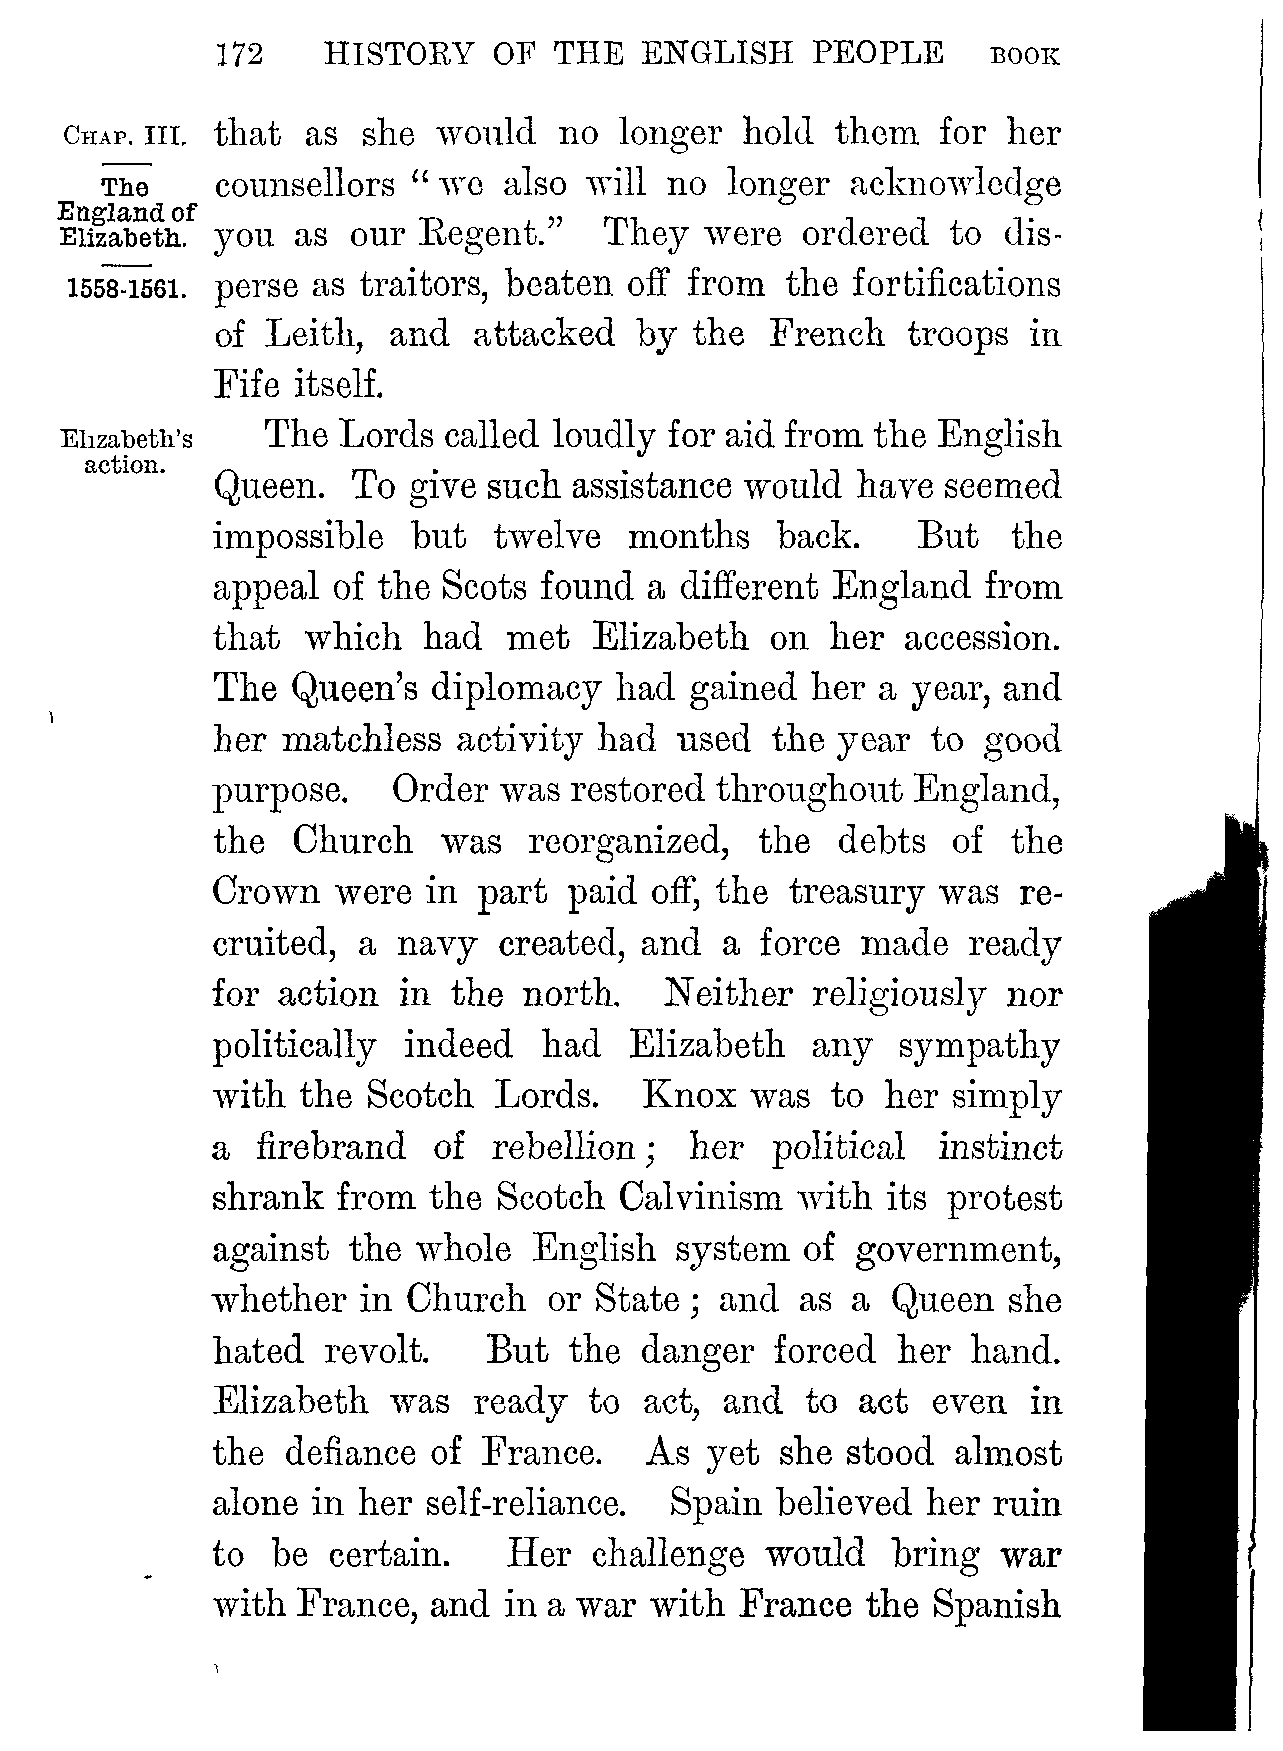 172 HISTORY OF THE ENGLISH PEOPLE BOOK
CHAP. III.
The
England of
Elizabeth.
1558-1561.
that as she would no longer hold them for her
counsellors “ we also will no longer acknowledge
you as our Regent.” They were ordered to dis-
perse as traitors, beaten off from the fortifications
of Leith, and attacked by the French troops in
Fife itself.
Elizabeth's
action.
The Lords called loudly for aid from the English
Queen. To give such assistance would have seemed
impossible but twelve months back. But the
appeal of the Scots found a different England from
that which had met Elizabeth on her accession.
The Queen's diplomacy had gained her a year, and
her matchless activity had used the year to good
purpose. Order was restored throughout England,
the Church was reorganized, the debts of the
Crown were in part paid off, the treasury was re-
cruited, a navy created, and a force made ready
for action in the north. Neither religiously nor
politically indeed had Elizabeth any sympathy
with the Scotch Lords. Knox was to her simply
a firebrand of rebellion ; her political instinct
shrank from the Scotch Calvinism with its protest
against the whole English system of government,
whether in Church or State ; and as a Queen she
hated revolt. But the danger forced her hand.
Elizabeth was ready to act, and to act even in
the defiance of France. As yet she stood almost
alone in her self-reliance. Spain believed her ruin
to be certain. Her challenge would bring war
with France, and in a war with France the Spanish